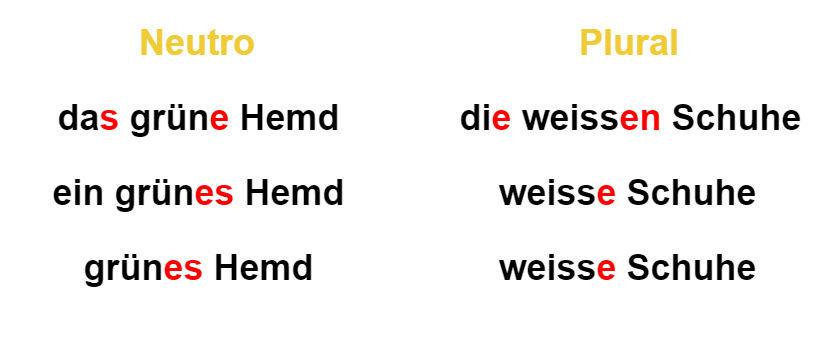 Neutro
Plural
das grüne Hemd
die weissen Schuhe
ein grünes Hemd
weisse Schuhe
grünes Hemd
weisse Schuhe